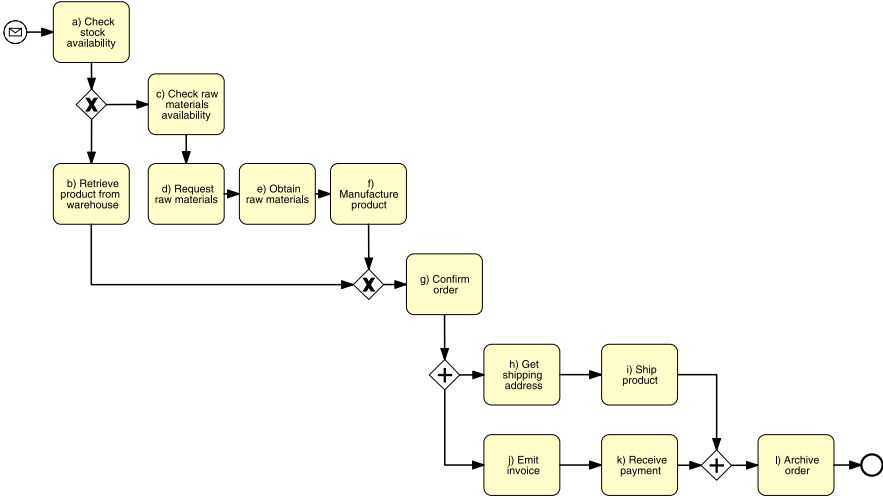 a) Check
stock
availability
c) Check raw
materials
availability
b) Retrieve
product from
warehouse
d) Request
raw materials
e) Obtain
raw materials
f)
Manufacture
product
g) Confirm
order
h) Get
shipping
address
i) Ship
product
j) Emit
invoice
k) Receive
payment
l) Archive
order